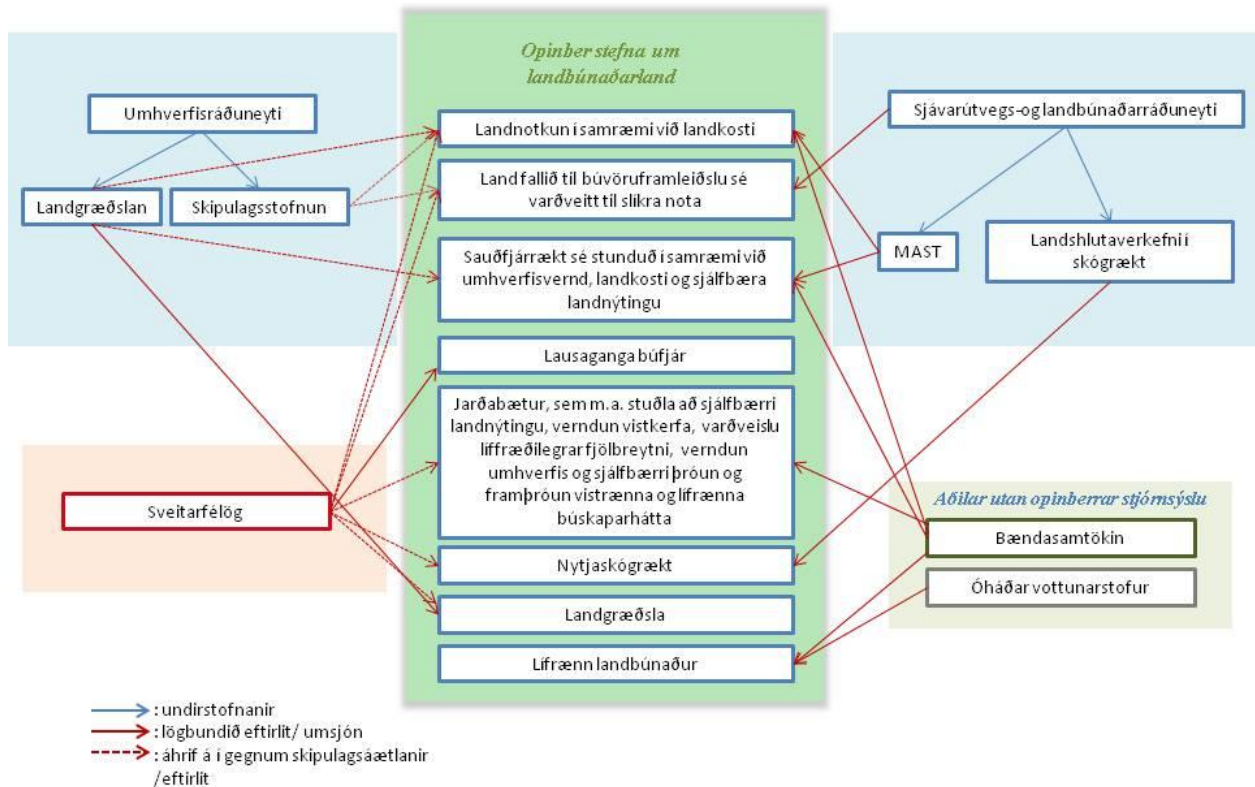 Opinber stefna um
landbúnaðarland
Umhverfisráðuneyti
Landgræðslan
Skipulagsstofnun
Landnotkun í samræmi við landkosti
Land fallið til búvöruframleiðslu sé
varðveitt til slíkra nota
Sauðfjárrækt sé stunduð í samræmi við
umhverfisvernd, landkosti og sjálfbæra
landnýtingu
Lausaganga búfjár
Jarðabætur, sem m.a. stuðla að sjálfbærri
landnýtingu, verndun vistkerfa, varðveislu
líffræðilegrar fjölbreytni, verndun
umhverfis og sjálfbærri þróun og
framþróun vistrænna og lífrænna
búskaparhátta
Nytjaskógrækt
Landgræðsla
Lífrænn landbúnaður
Sjávarútvegs- og landbúnaðarráðuneyti
MAST
Landshlutaverkefni í
skógrækt
Sveitarfélög
Aðilar utan opinberrar stjórnsýslu
Bændasamtökin
Óháðar vottunarstofur
: undirstofnanir
: lögbundið eftirlit/ umsjón
: áhrif á í gegnum skipulagsáætlanir
/eftirlit